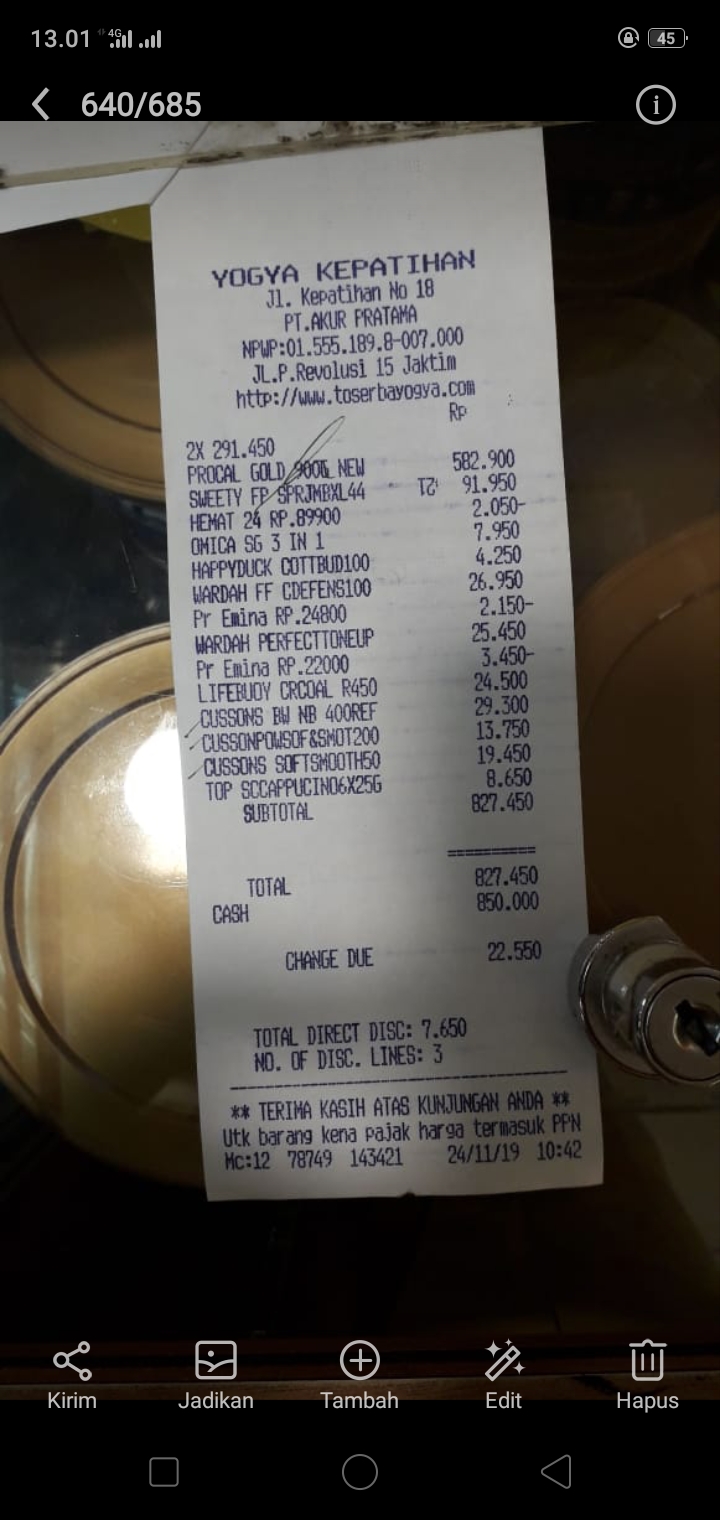 13.01 4G 45
640/685
YOGYA KEPATIHAN
Jl. Kepatihan No 18
PT.AKUR PRATAMA
NPWP:01.555.189.8-007.000
JL.P.Revolusi 15 Jaktim
http://www.toserbayogya.com
Rp
2X 291.450
PROCAL GOLD NEW 582.900
SWEETY FP SPRJMBXL44 91.950
HEMAT 24 RP.89900 2.050-
OMICA SG 3 IN 1 7.950
HAPPYDUCK COTTBUD100 4.250
WARDAH FF CDEFENS100 26.950
Pr Emina RP.24800 2.150-
WARDAH PERFECTTONEUP 25.450
Pr Emina RP.22000 3.450-
LIFEBUOY CRCOAL R450 24.500
CUSSONS BW NB 400REF 29.300
CUSSONPOWSOF&SMOT200 13.750
CUSSONS SOFTSMOOTH50 19.450
TOP SCCAPPUCINO6X25G 8.650
SUBTOTAL 827.450
==========
TOTAL 827.450
CASH 850.000
CHANGE DUE 22.550
TOTAL DIRECT DISC: 7.650
NO. OF DISC. LINES: 3
** TERIMA KASIH ATAS KUNJUNGAN ANDA **
Utk barang kena pajak harga termasuk PPN
Mc:12 78749 143421 24/11/19 10:42
Kirim Jadikan Tambah Edit Hapus